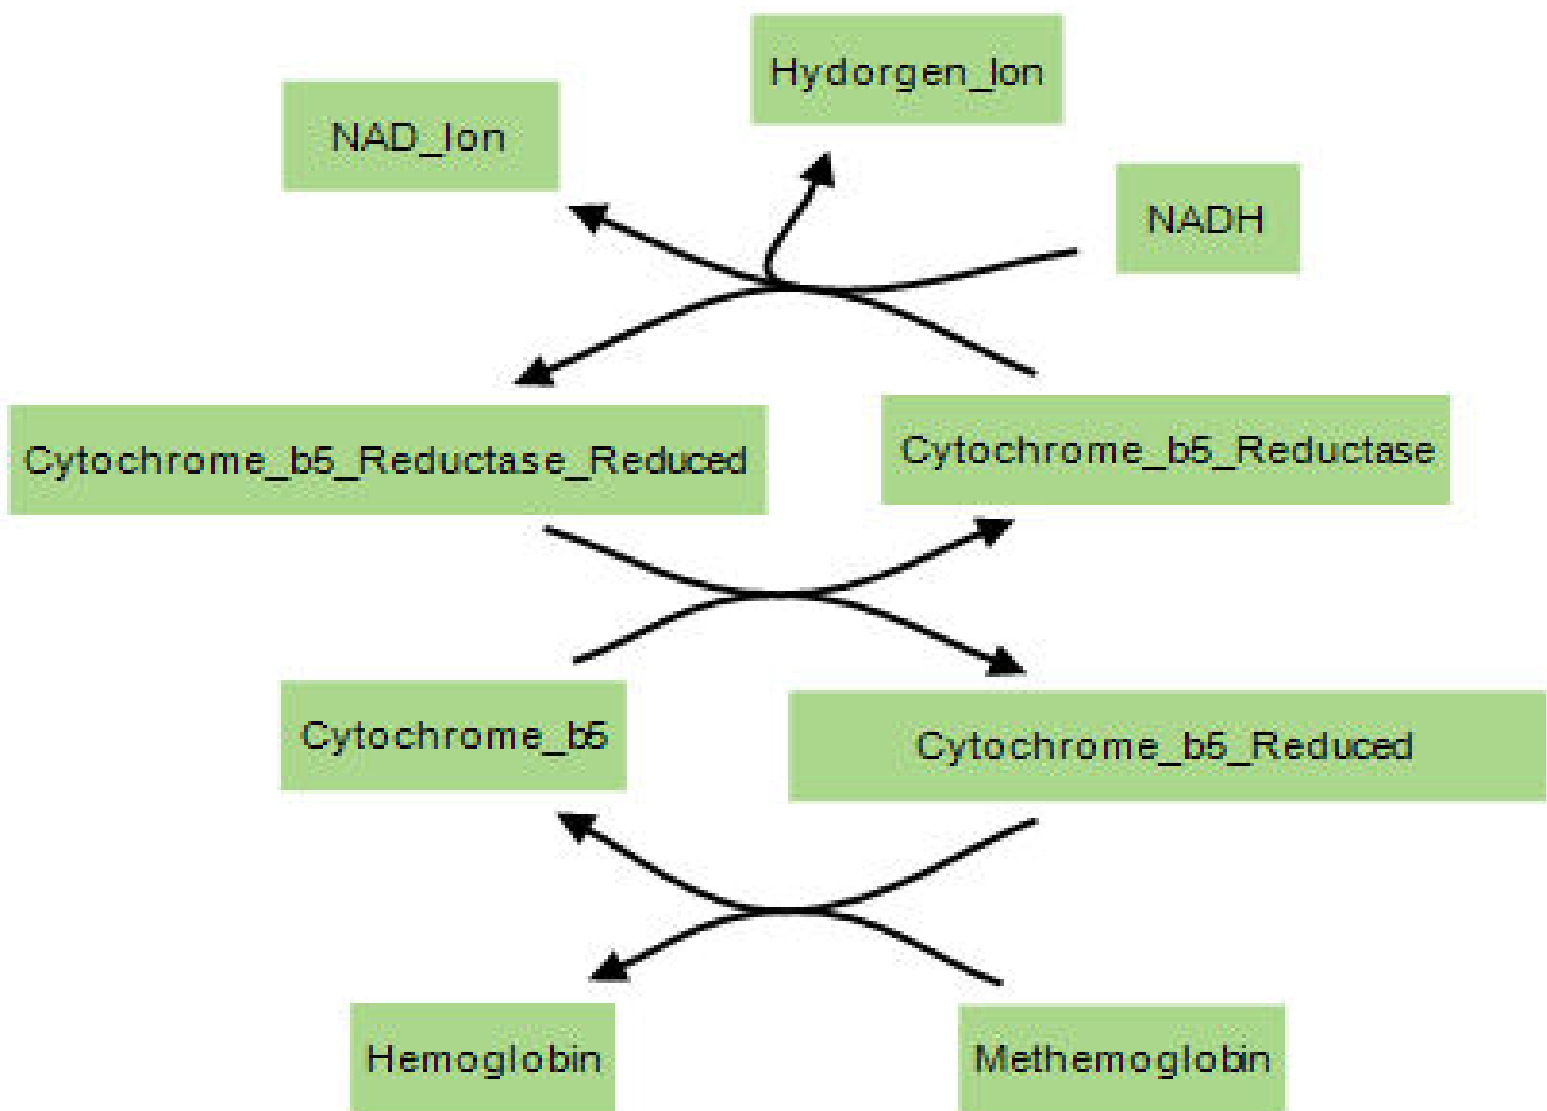 Hydorgen_Ion
NAD_Ion
NADH
Cytochrome_b5_Reductase_Reduced
Cytochrome_b5_Reductase
Cytochrome_b5
Cytochrome_b5_Reduced
Hemoglobin
Methemoglobin